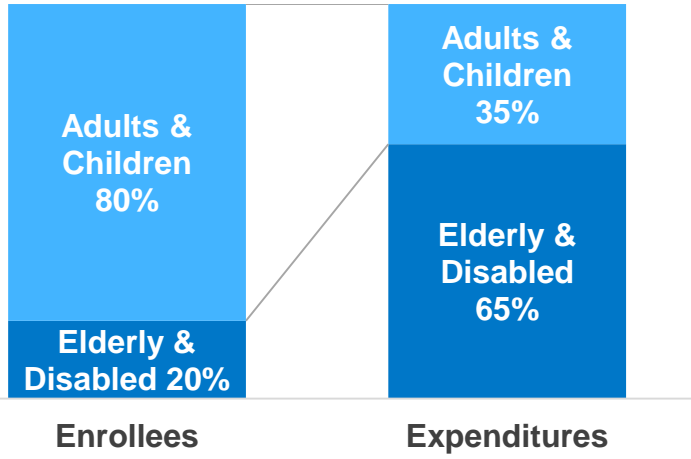 Adults &
Children
80%
Elderly &
Disabled 20%
Adults &
Children
35%
Elderly &
Disabled
65%
Enrollees
Expenditures